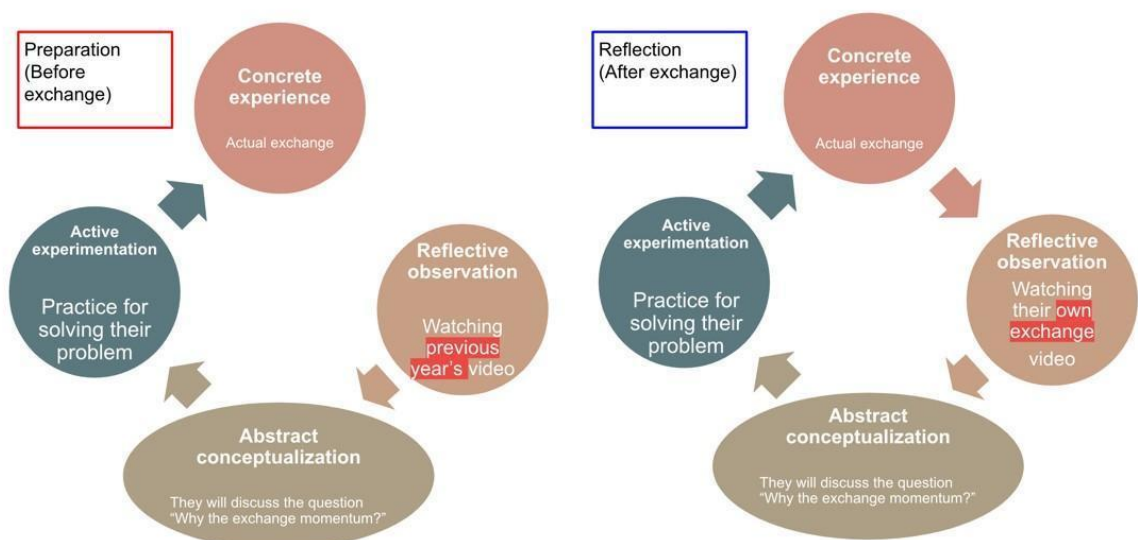 Preparation
(Before
exchange)
Concrete
experience
Actual exchange
Active
experimentation
Practice for
solving their
problem
Reflective
observation
Watching
previous
year's video
Abstract
conceptualization
They will discuss the question
“Why the exchange momentum?”
Reflection
(After exchange)
Concrete
experience
Actual exchange
Active
experimentation
Practice for
solving their
problem
Reflective
observation
Watching
their own
exchange
video
Abstract
conceptualization
They will discuss the question
“Why the exchange momentum?”